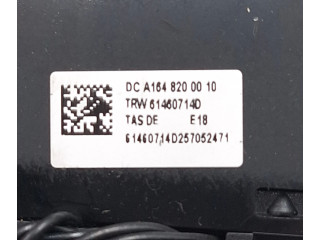 DC A164 820 00 10
TRW 61460714D
TAS DE E18
61460714D257052471